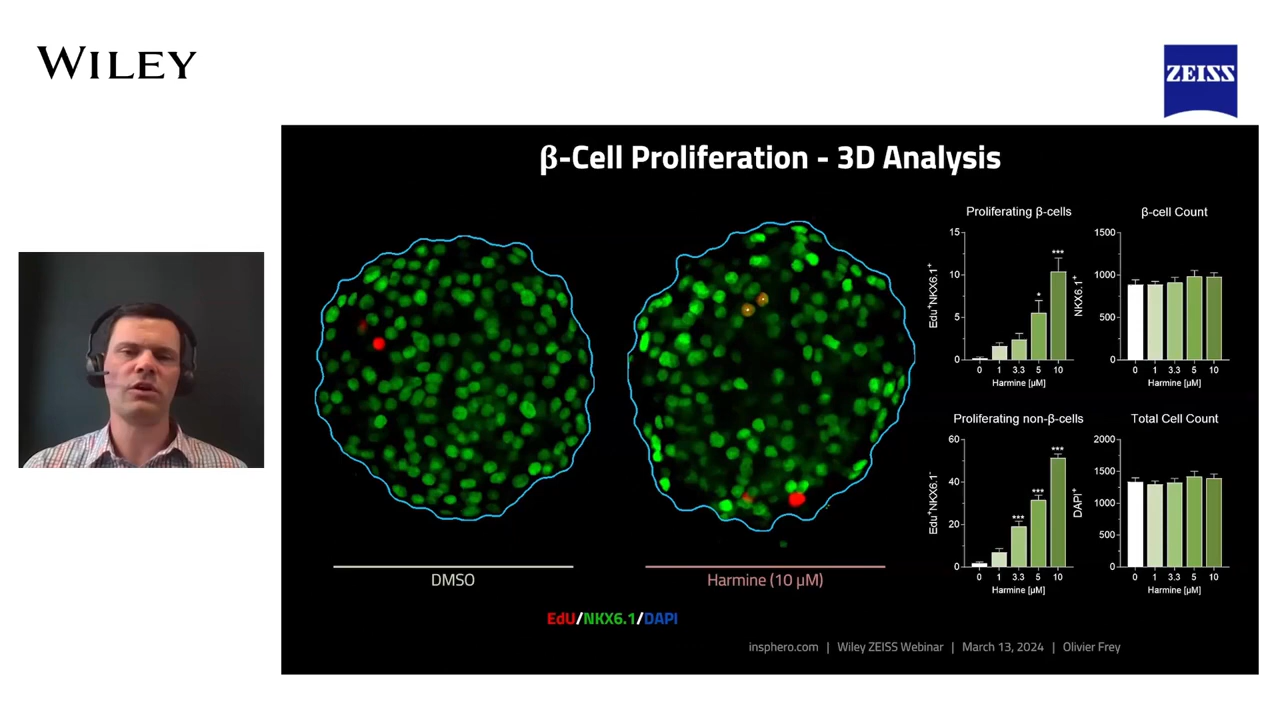 WILEY
ZEISS
β-Cell Proliferation - 3D Analysis
Proliferating β-cells
Edu⁺NKX6.1⁺
15
10
5
0
*
***
0 1 3.3 5 10
Harmine [µM]
β-cell Count
NKX6.1⁺
1500
1000
500
0
0 1 3.3 5 10
Harmine [µM]
Proliferating non-β-cells
Edu⁺NKX6.1⁻
60
40
20
0
***
***
***
0 1 3.3 5 10
Harmine [µM]
Total Cell Count
DAPI⁺
2000
1500
1000
500
0
0 1 3.3 5 10
Harmine [µM]
DMSO
Harmine (10 µM)
EdU/NKX6.1/DAPI
insphero.com | Wiley ZEISS Webinar | March 13, 2024 | Olivier Frey